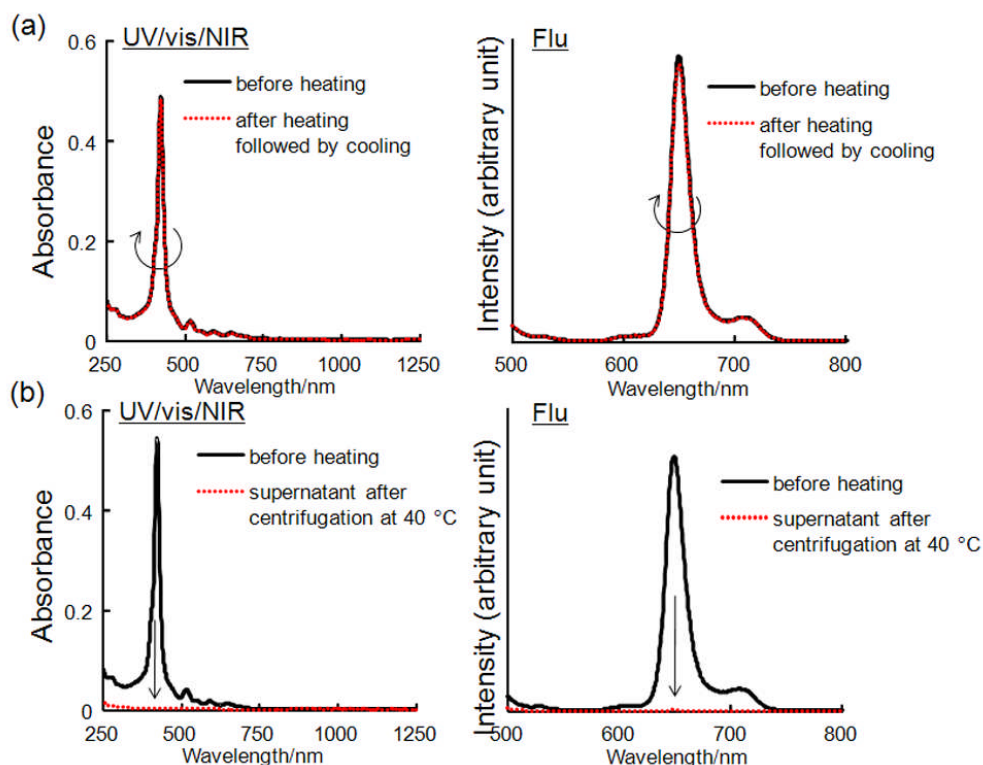 (a)
UV/vis/NIR
Absorbance
0.6
0.4
0.2
0
before heating
after heating
followed by cooling
250 500 750 1000 1250
Wavelength/nm
Flu
Intensity (arbitrary unit)
before heating
after heating
followed by cooling
500 600 700 800
Wavelength/nm
(b)
UV/vis/NIR
Absorbance
0.6
0.4
0.2
0
before heating
supernatant after
centrifugation at 40 °C
250 500 750 1000 1250
Wavelength/nm
Flu
Intensity (arbitrary unit)
before heating
supernatant after
centrifugation at 40 °C
500 600 700 800
Wavelength/nm